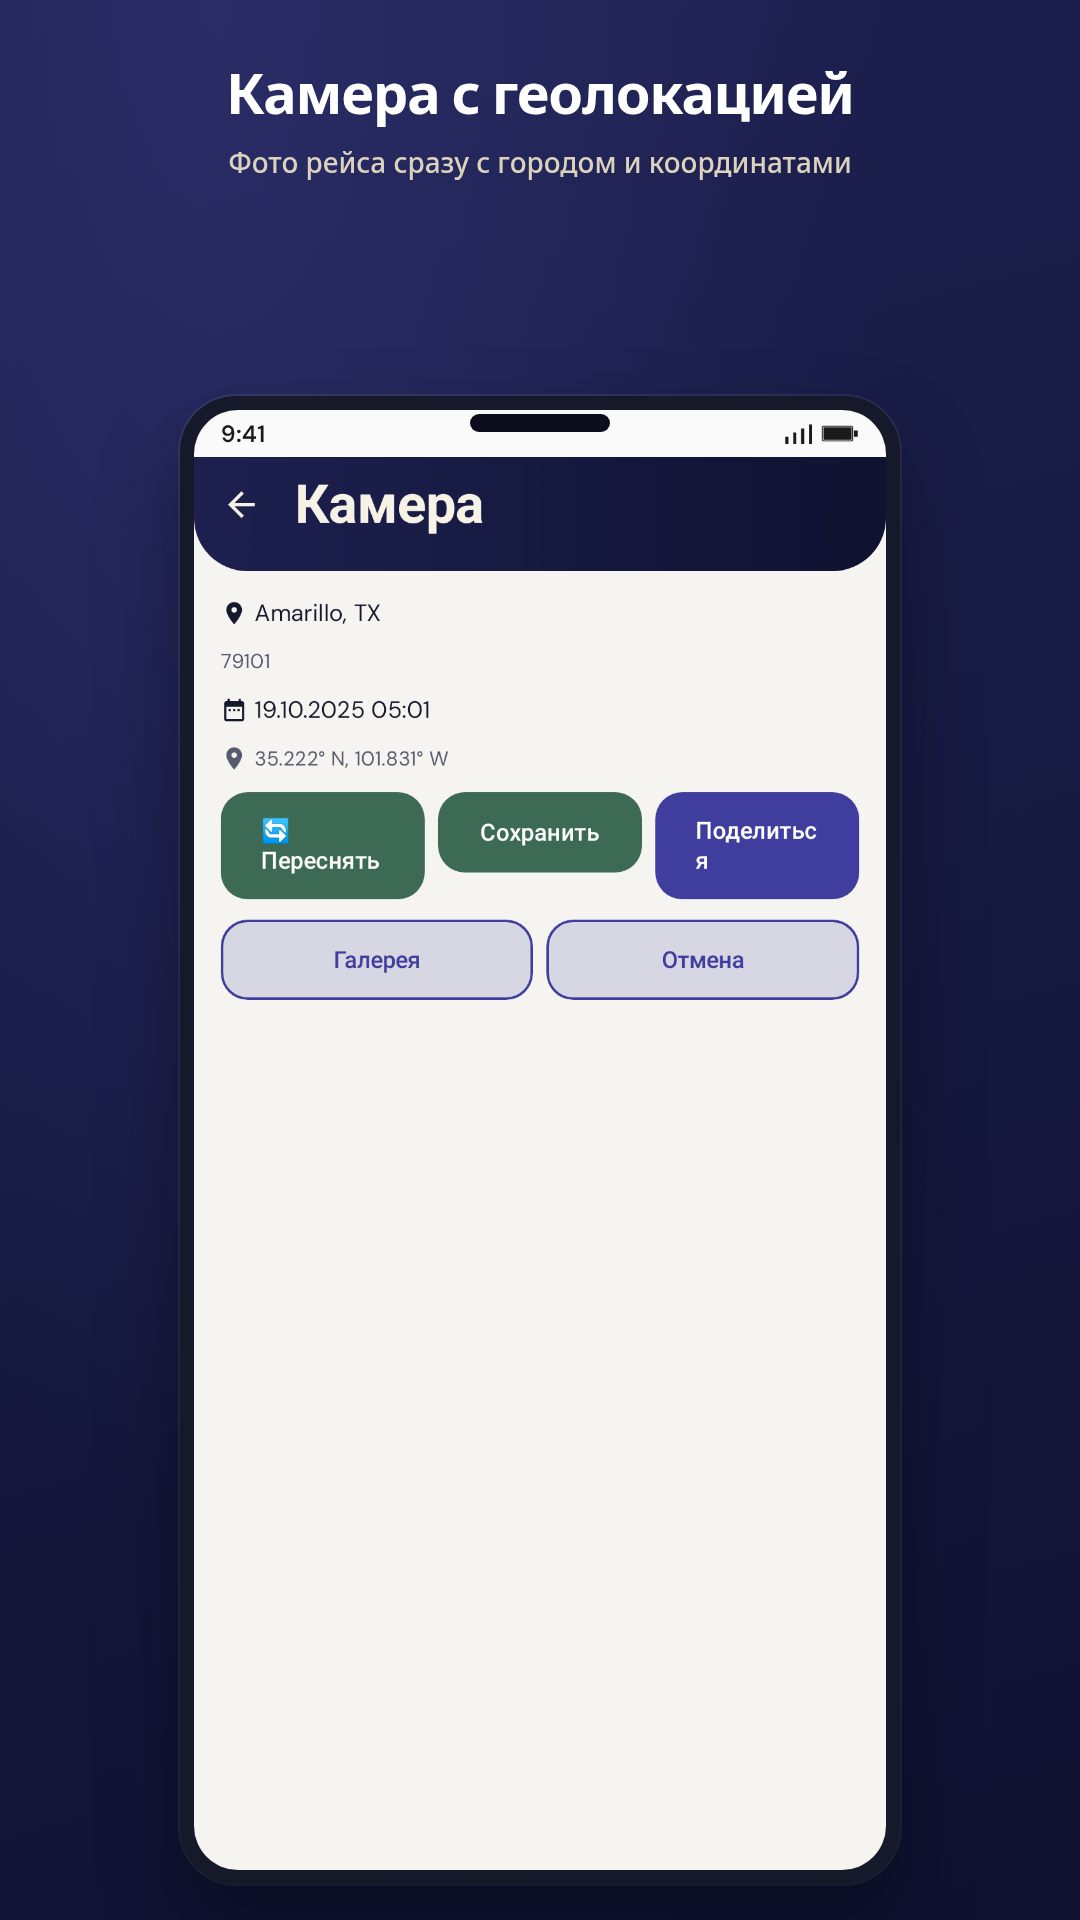 Камера с геолокацией
Фото рейса сразу с городом и координатами
9:41
Камера
Amarillo, TX
79101
19.10.2025 05:01
35.222° N, 101.831° W
Переснять
Сохранить
Поделитьс
я
Галерея
Отмена